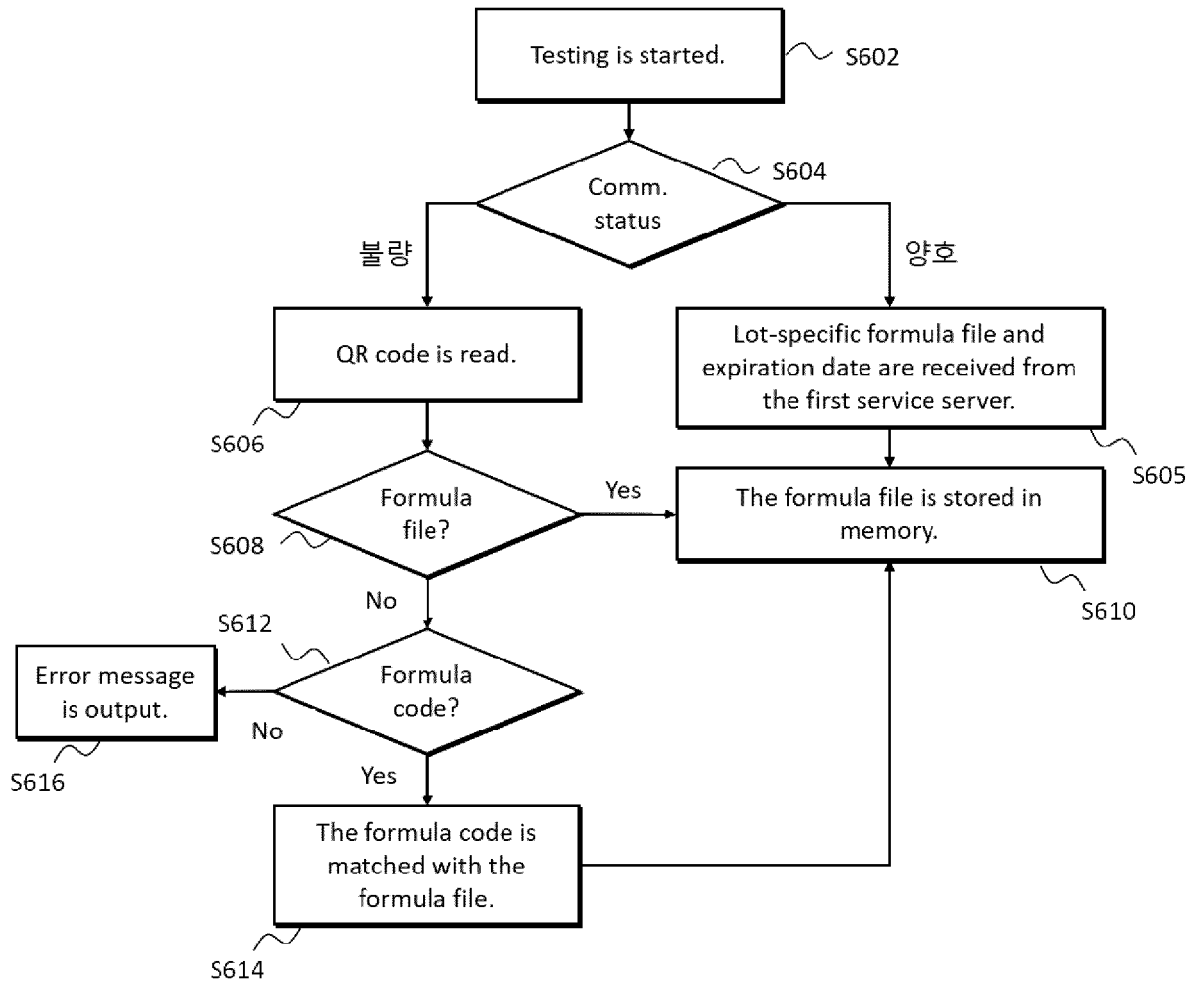 Testing is started.
S602
S604
Comm.
status
불량
양호
QR code is read.
S606
Lot-specific formula file and
expiration date are received from
the first service server.
S605
Formula
file?
S608
Yes
The formula file is stored in
memory.
S610
No
S612
Formula
code?
Error message
is output.
No
S616
Yes
The formula code is
matched with the
formula file.
S614